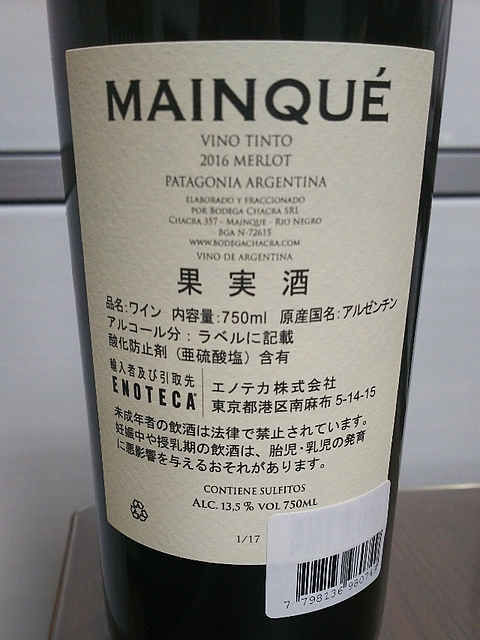 MAINQUÉ
VINO TINTO
2016 MERLOT
PATAGONIA ARGENTINA
ELABORADO Y FRACCIONADO
POR BODEGA CHACRA SRL
CHACRA 357 - MAINQUE - RIO NEGRO
BGA N-72615
WWW.BODEGACHACRA.COM
VINO DE ARGENTINA
果実酒
品名:ワイン 内容量:750ml 原産国名:アルゼンチン
アルコール分:ラベルに記載
酸化防止剤(亜硫酸塩)含有
輸入者及び引取先
ENOTECA
エノテカ株式会社
東京都港区南麻布 5-14-15
未成年者の飲酒は法律で禁止されています。
妊娠中や授乳期の飲酒は、胎児・乳児の発育
に悪影響を与えるおそれがあります。
CONTIENE SULFITOS
ALC. 13,5 % VOL 750ML
1/17